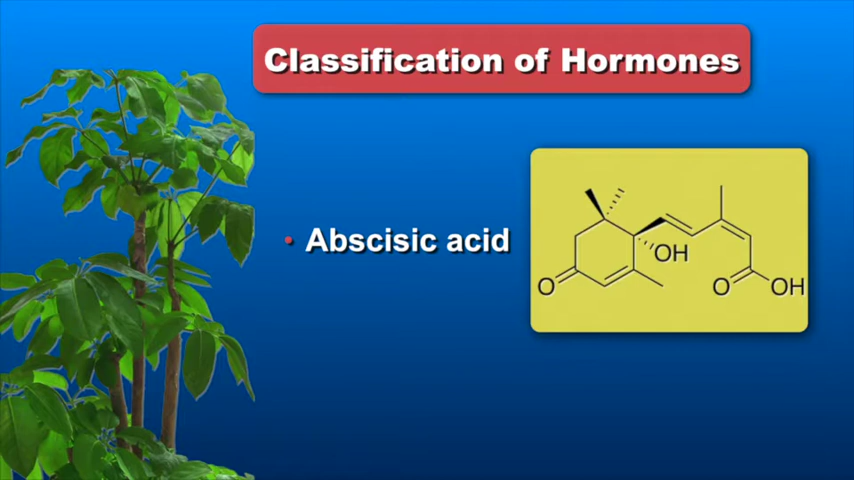 Classification of Hormones
• Abscisic acid
OH
O
O
OH